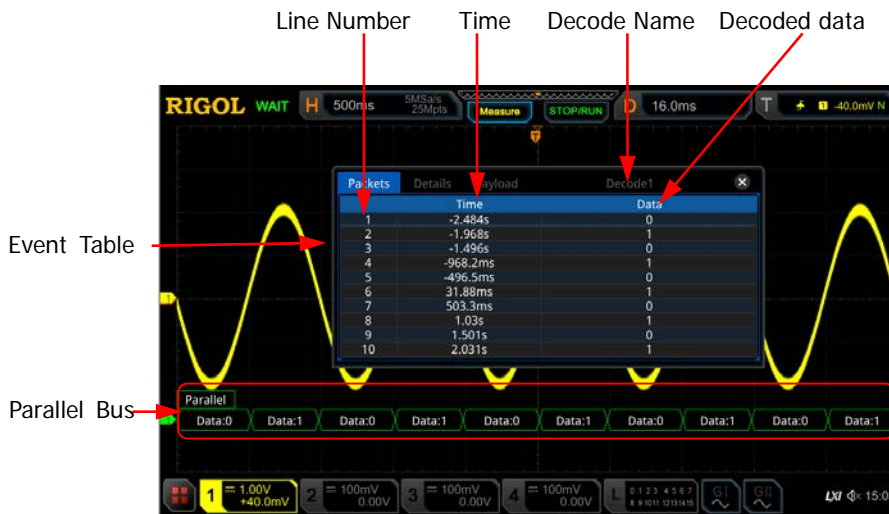 Line Number Time Decode Name Decoded data
RIGOL WAIT H 500ms 5MSa/s 25Mpts Measure STOP/RUN D 16.0ms T 1 -40.0mV N
T
Packets Details Payload Decode1
Time Data
1 -2.484s 0
2 -1.968s 1
3 -1.496s 0
4 -968.2ms 1
5 -496.5ms 0
6 31.88ms 1
7 503.3ms 0
8 1.03s 1
9 1.501s 0
10 2.031s 1
Event Table
1
Parallel
Parallel Bus
Data:0 Data:1 Data:0 Data:1 Data:0 Data:1 Data:0 Data:1 Data:0 Data:1
1 1.00V +40.0mV 2 100mV 0.00V 3 100mV 0.00V 4 100mV 0.00V L 0 1 2 3 4 5 6 7 8 9 10 11 12 13 14 15 GI GII LXI 15:0